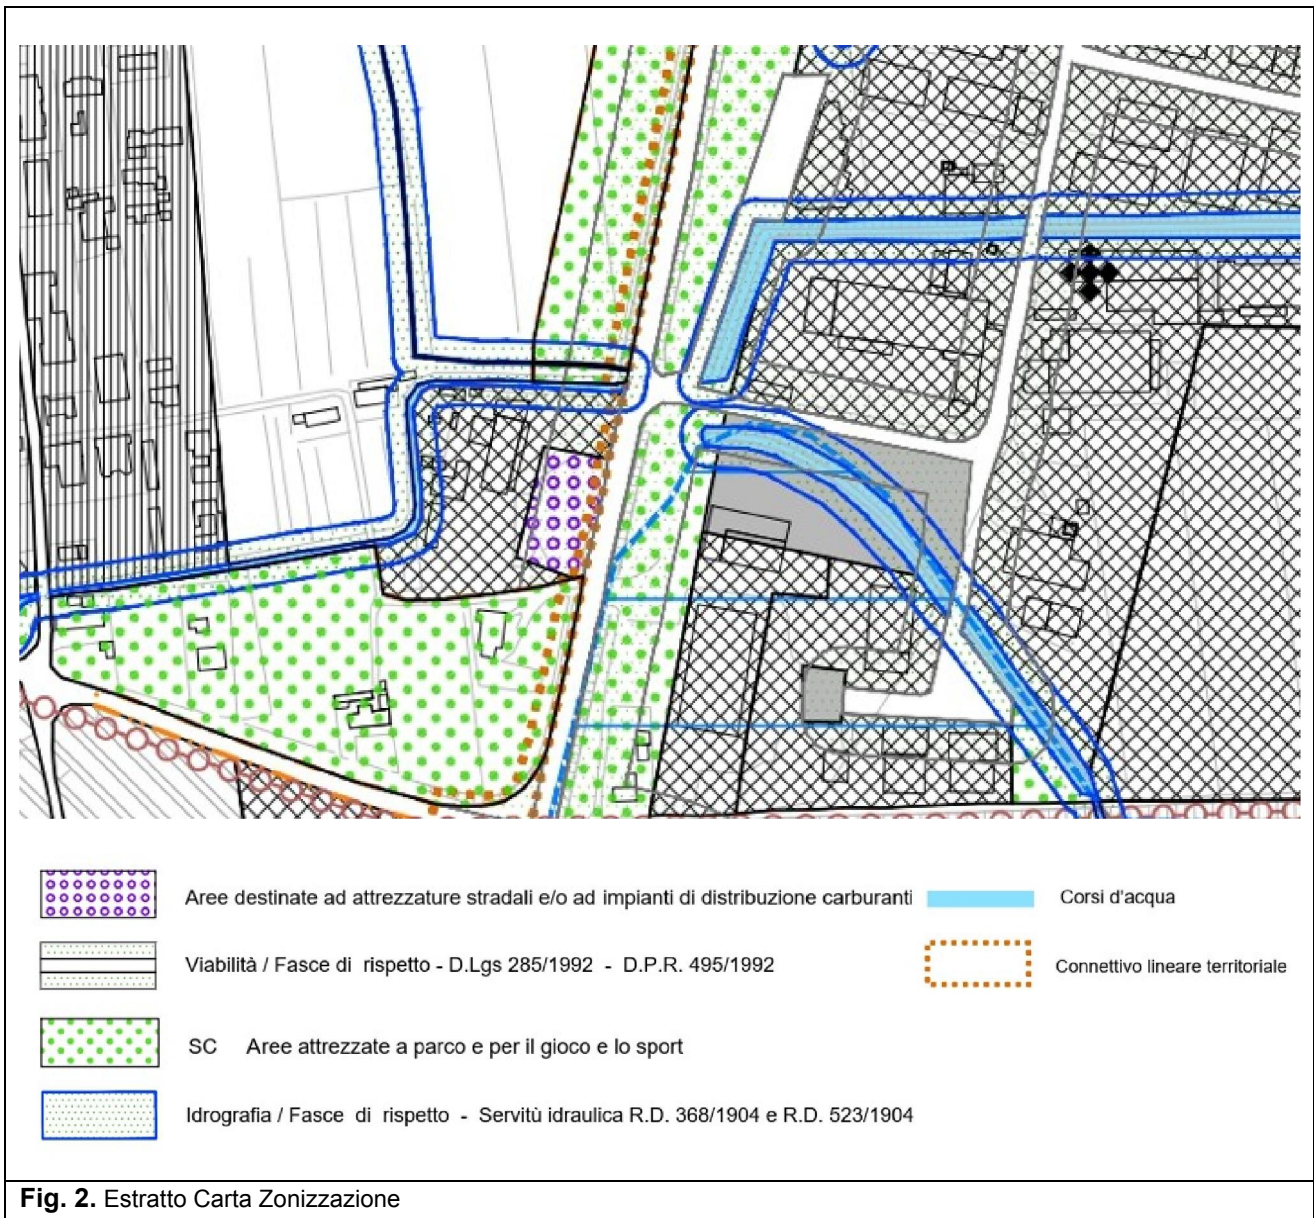 Aree destinate ad attrezzature stradali e/o ad impianti di distribuzione carburanti
Corsi d'acqua
Viabilità / Fasce di rispetto - D.Lgs 285/1992 - D.P.R. 495/1992
Connettivo lineare territoriale
SC Aree attrezzate a parco e per il gioco e lo sport
Idrografia / Fasce di rispetto - Servitù idraulica R.D. 368/1904 e R.D. 523/1904
Fig. 2. Estratto Carta Zonizzazione